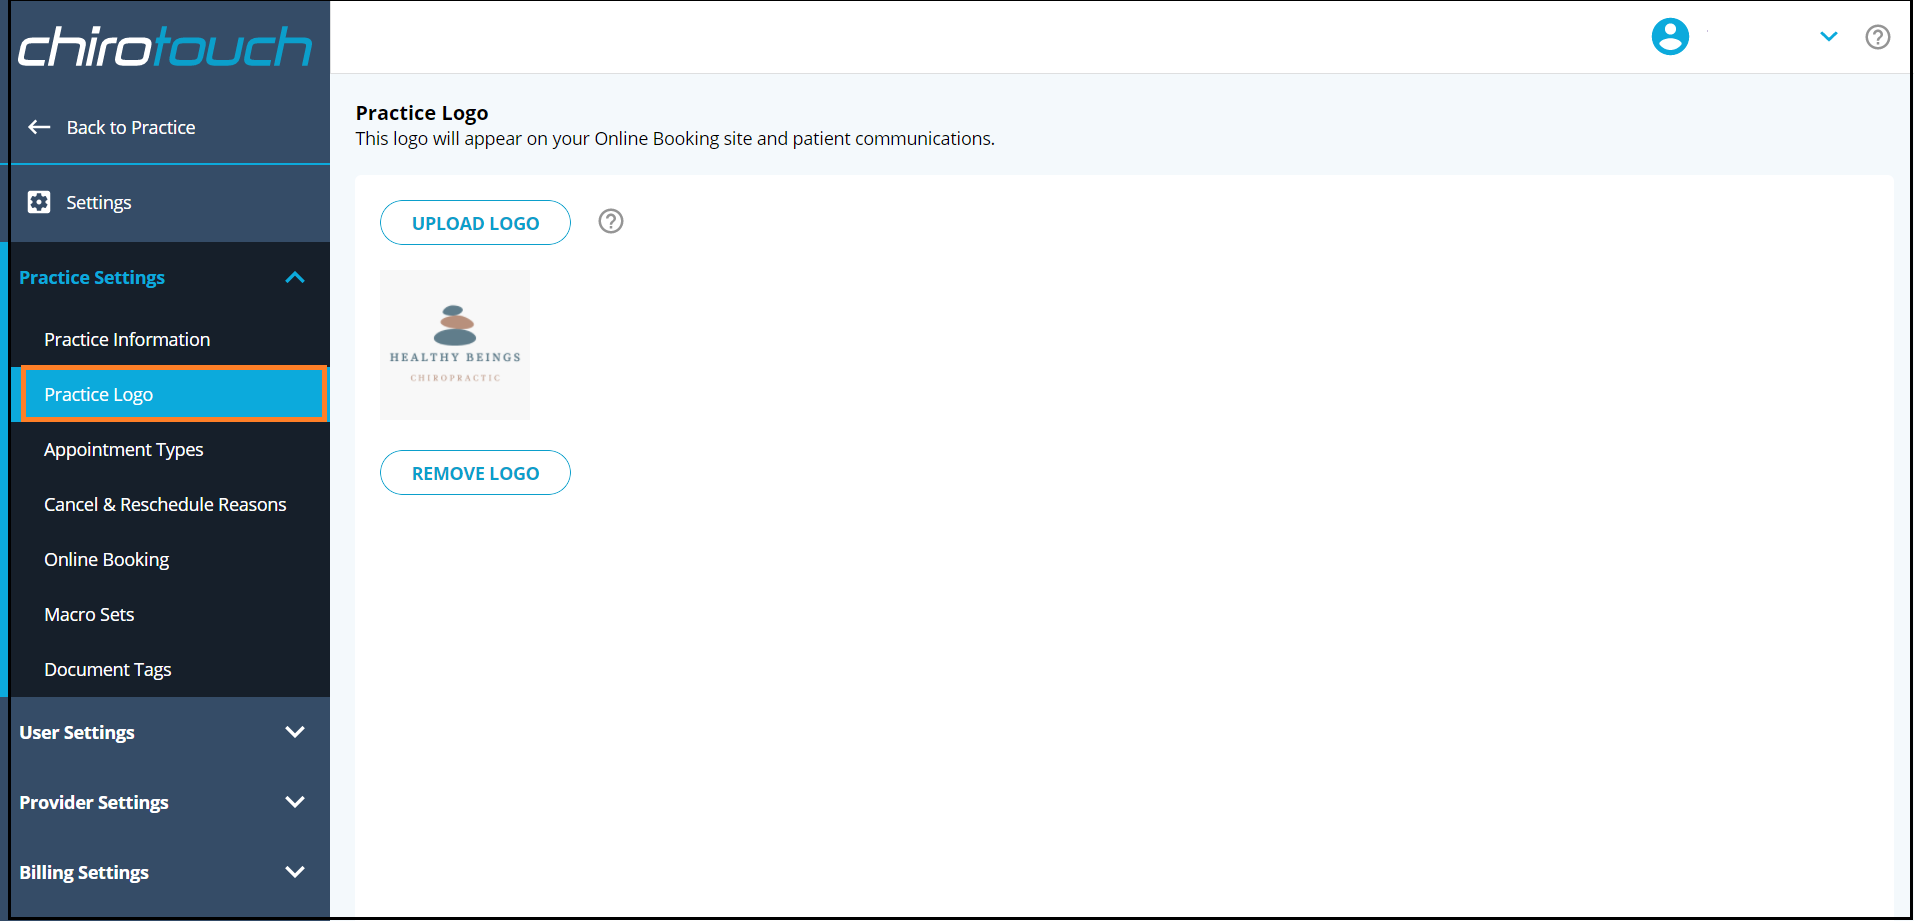 chirotouch
Back to Practice
Settings
Practice Settings
Practice Information
Practice Logo
Appointment Types
Cancel & Reschedule Reasons
Online Booking
Macro Sets
Document Tags
User Settings
Provider Settings
Billing Settings
Practice Logo
This logo will appear on your Online Booking site and patient communications.
UPLOAD LOGO
HEALTHY BEINGS
CHIROPRACTIC
REMOVE LOGO